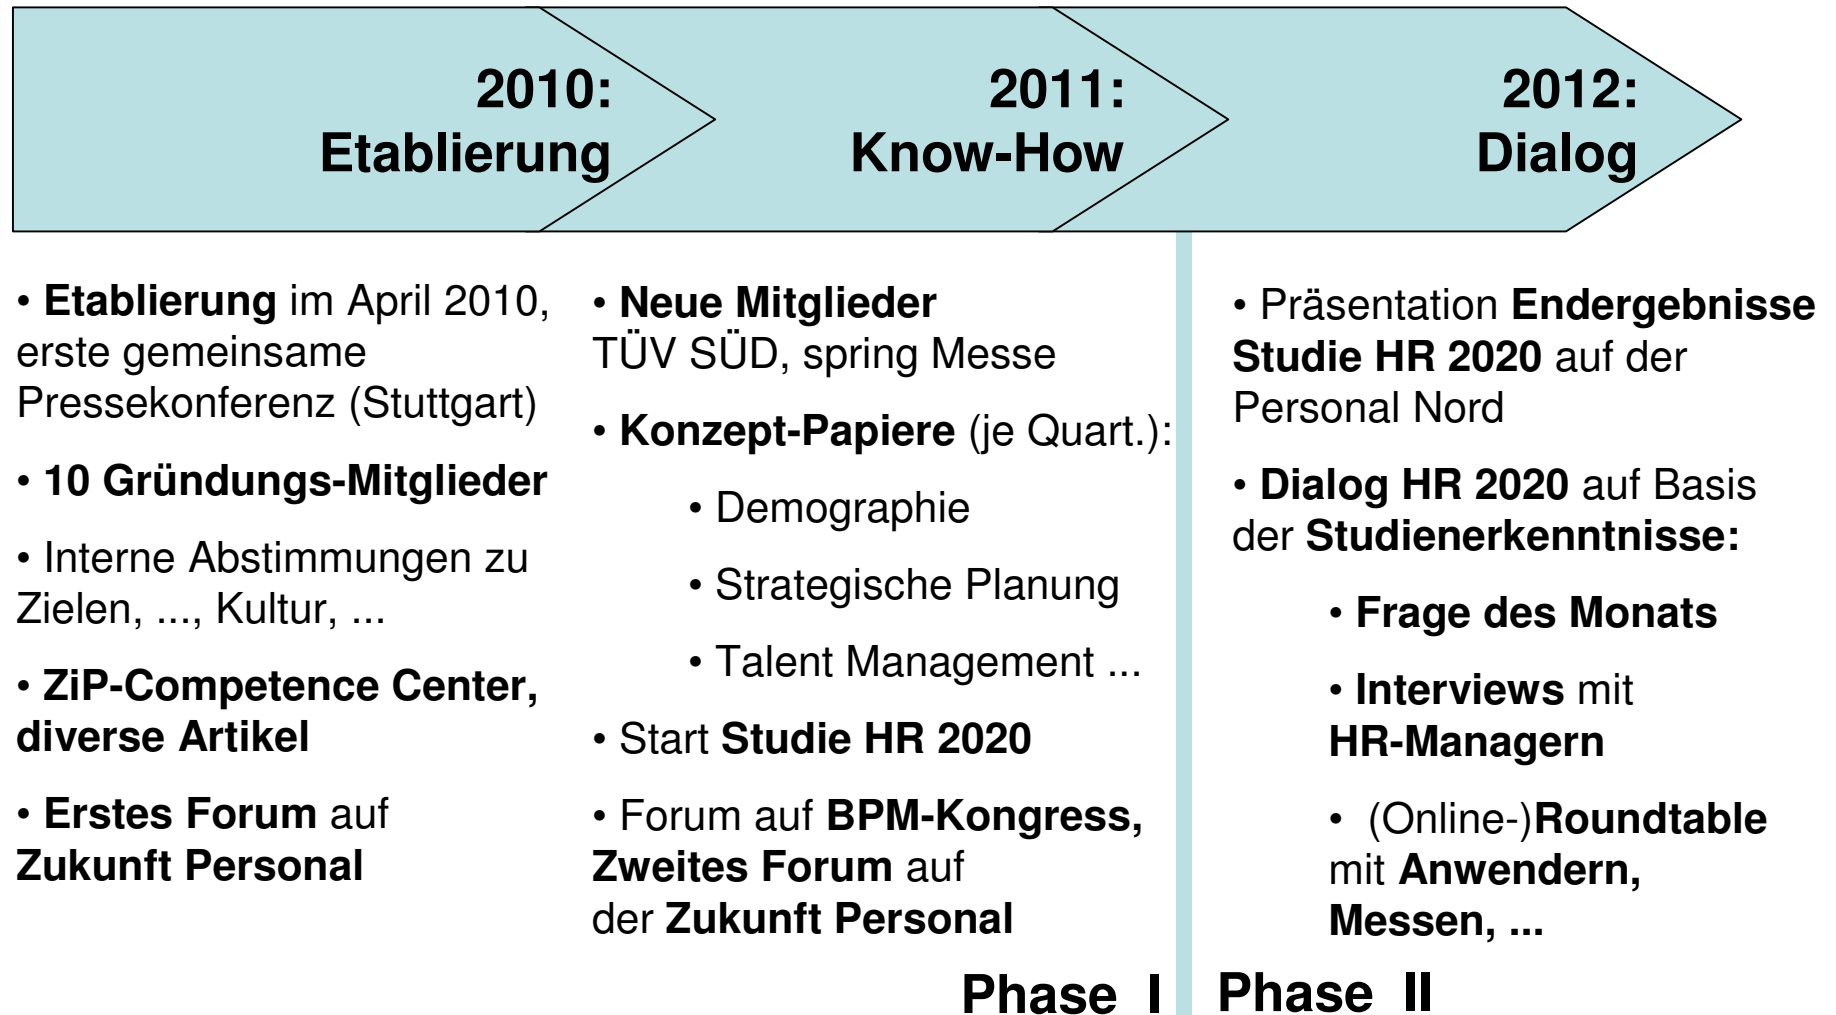 2010:
Etablierung
2011:
Know-How
2012:
Dialog
• Etablierung im April 2010,
erste gemeinsame
Pressekonferenz (Stuttgart)
• 10 Gründungs-Mitglieder
• Interne Abstimmungen zu
Zielen, ..., Kultur, ...
• ZiP-Competence Center,
diverse Artikel
• Erstes Forum auf
Zukunft Personal
• Neue Mitglieder
TÜV SÜD, spring Messe
• Konzept-Papiere (je Quart.):
• Demographie
• Strategische Planung
• Talent Management ...
• Start Studie HR 2020
• Forum auf BPM-Kongress,
Zweites Forum auf
der Zukunft Personal
• Präsentation Endergebnisse
Studie HR 2020 auf der
Personal Nord
• Dialog HR 2020 auf Basis
der Studienerkenntnisse:
• Frage des Monats
• Interviews mit
HR-Managern
• (Online-)Roundtable
mit Anwendern,
Messen, ...
Phase I
Phase II